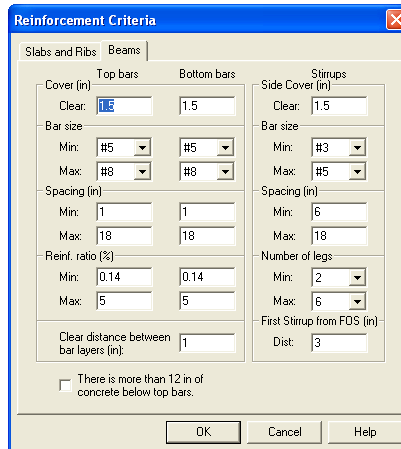 Reinforcement Criteria
Slabs and Ribs Beams
Top bars Bottom bars Stirrups
Cover (in) Side Cover (in)
Clear: 1.5 1.5 Clear: 1.5
Bar size Bar size
Min: #5 #5 Min: #3
Max: #8 #8 Max: #5
Spacing (in) Spacing (in)
Min: 1 1 Min: 6
Max: 18 18 Max: 18
Reinf. ratio (%) Number of legs
Min: 0.14 0.14 Min: 2
Max: 5 5 Max: 6
First Stirrup from FOS (in)
Clear distance between
bar layers (in): 1 Dist: 3
There is more than 12 in of
concrete below top bars.
OK Cancel Help